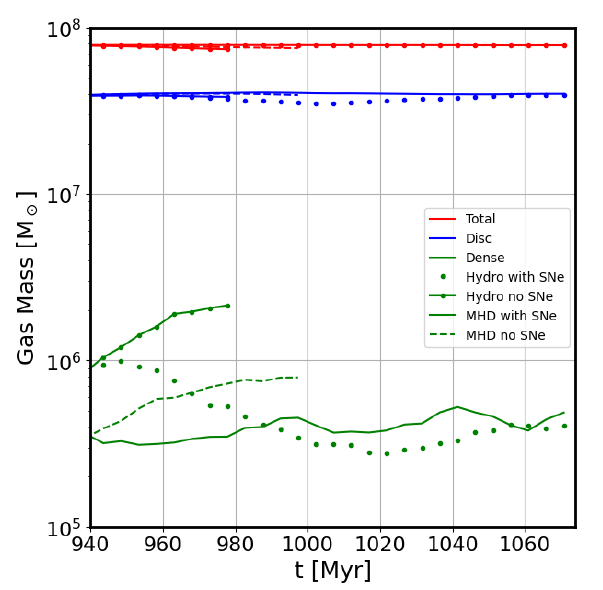 10^8
10^7
10^6
10^5
Gas Mass [M_⊙]
Total
Disc
Dense
Hydro with SNe
Hydro no SNe
MHD with SNe
MHD no SNe
940 960 980 1000 1020 1040 1060
t [Myr]